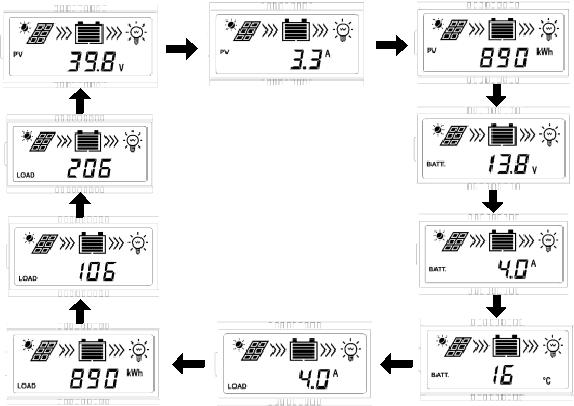 PV 39.8 V
PV 3.3 A
PV 890 kWh
BATT. 13.8 V
BATT. 4.0 A
BATT. 16 °C
LOAD 4.0 A
LOAD 890 kWh
LOAD 106
LOAD 206